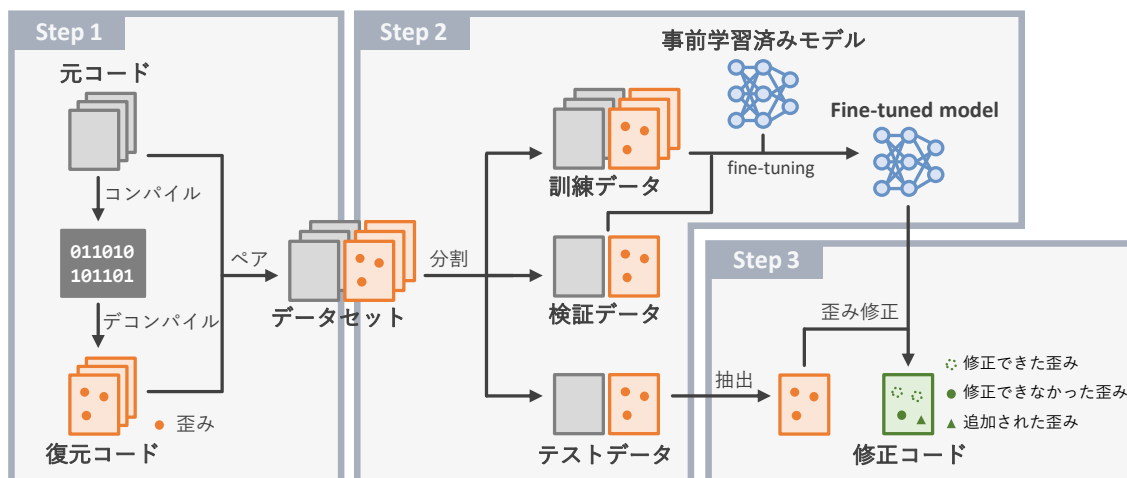 Step 1
元コード
コンパイル
011010
101101
デコンパイル
復元コード
歪み
ペア
データセット
Step 2
分割
事前学習済みモデル
訓練データ
検証データ
テストデータ
fine-tuning
Fine-tuned model
Step 3
抽出
歪み修正
修正コード
修正できた歪み
修正できなかった歪み
追加された歪み